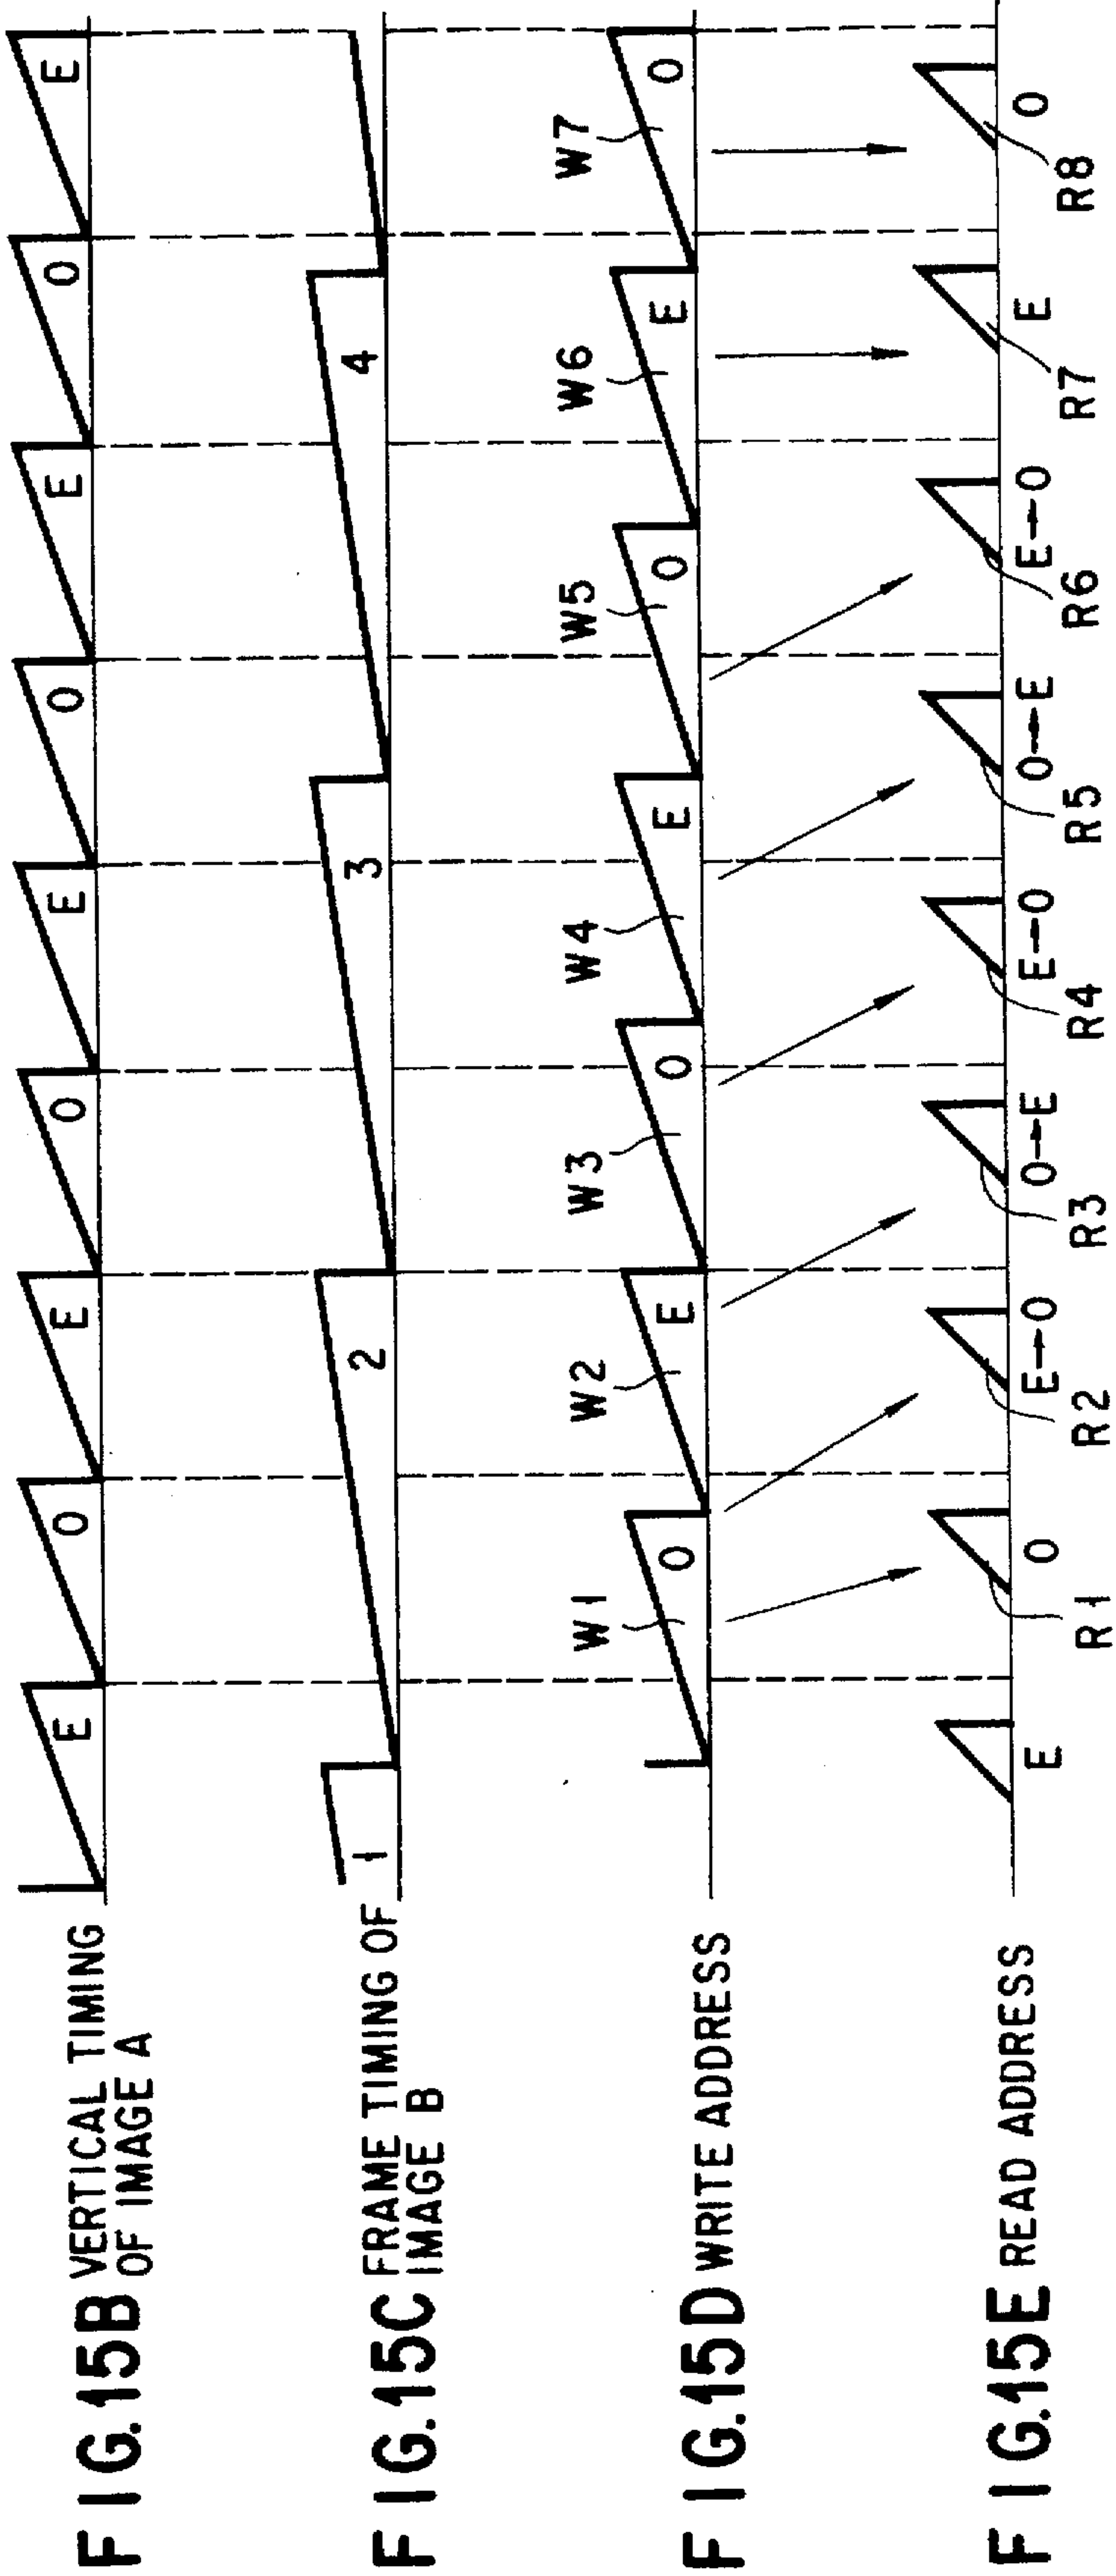 FIG.15B VERTICAL TIMING
OF IMAGE A
E O E O E O E O E
FIG.15C FRAME TIMING OF
IMAGE B
1 2 3 4
FIG.15D WRITE ADDRESS
W1 W2 W3 W4 W5 W6 W7
O E O E O E O
FIG.15E READ ADDRESS
E O E→O O→E E→O O→E E→O E O
R1 R2 R3 R4 R5 R6 R7 R8